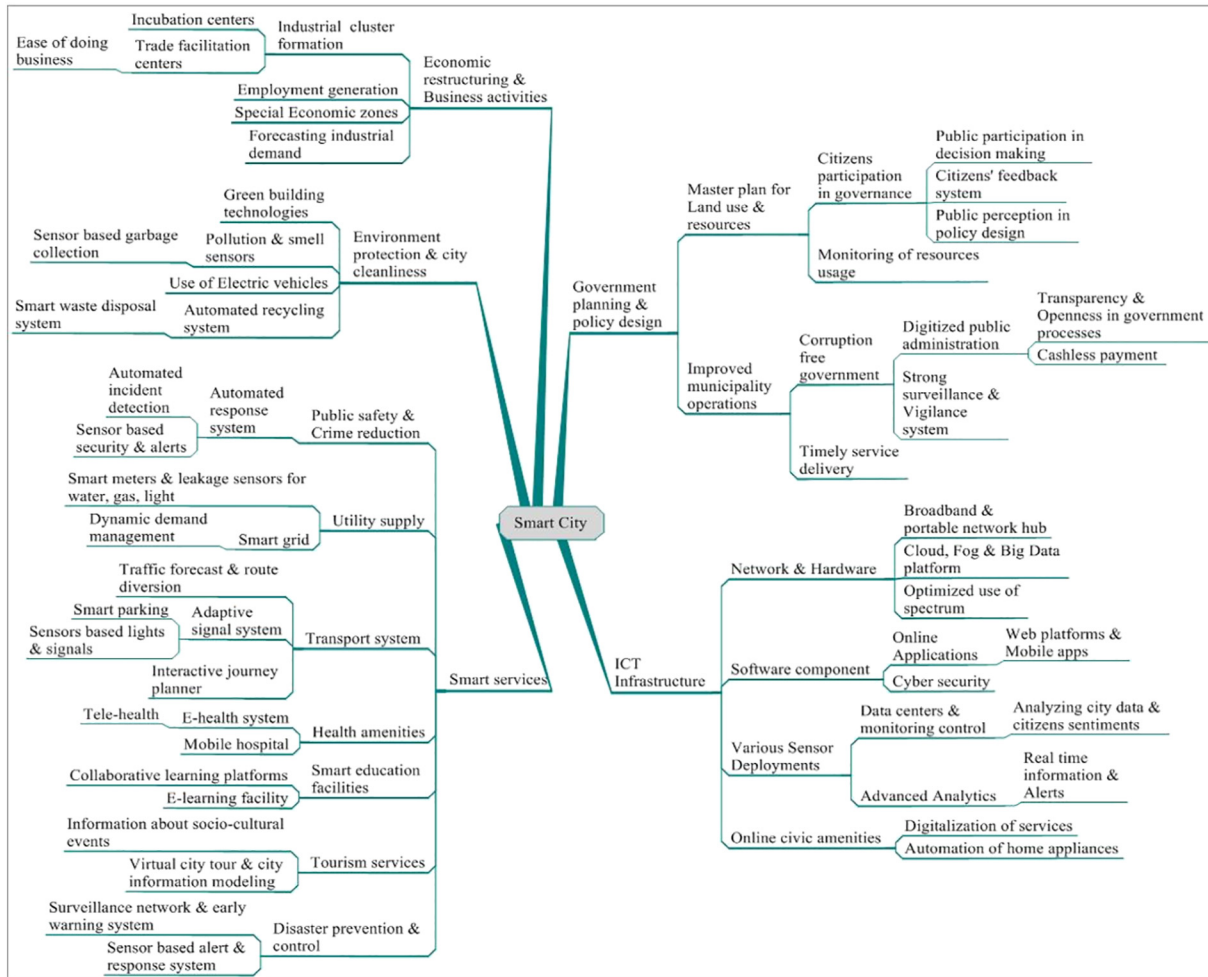 Incubation centers
Industrial cluster
formation
Ease of doing
business
Trade facilitation
centers
Economic
restructuring &
Business activities
Employment generation
Special Economic zones
Forecasting industrial
demand
Green building
technologies
Sensor based garbage
collection
Pollution & smell
sensors
Environment
protection & city
cleanliness
Use of Electric vehicles
Smart waste disposal
system
Automated recycling
system
Automated
incident
detection
Automated
response
system
Sensor based
security & alerts
Public safety &
Crime reduction
Smart meters & leakage sensors for
water, gas, light
Utility supply
Dynamic demand
management
Smart grid
Traffic forecast & route
diversion
Smart parking
Adaptive
signal system
Sensors based lights
& signals
Transport system
Interactive journey
planner
Smart services
Tele-health
E-health system
Mobile hospital
Health amenities
Collaborative learning platforms
E-learning facility
Smart education
facilities
Information about socio-cultural
events
Virtual city tour & city
information modeling
Tourism services
Surveillance network & early
warning system
Sensor based alert &
response system
Disaster prevention &
control
Smart City
Government
planning &
policy design
Master plan for
Land use &
resources
Citizens
participation
in governance
Public participation in
decision making
Citizens' feedback
system
Public perception in
policy design
Monitoring of resources
usage
Improved
municipality
operations
Corruption
free
government
Digitized public
administration
Transparency &
Openness in government
processes
Cashless payment
Strong
surveillance &
Vigilance
system
Timely service
delivery
ICT
Infrastructure
Network & Hardware
Broadband &
portable network hub
Cloud, Fog & Big Data
platform
Optimized use of
spectrum
Software component
Online
Applications
Web platforms &
Mobile apps
Cyber security
Various Sensor
Deployments
Data centers &
monitoring control
Analyzing city data &
citizens sentiments
Advanced Analytics
Real time
information &
Alerts
Online civic amenities
Digitalization of services
Automation of home appliances